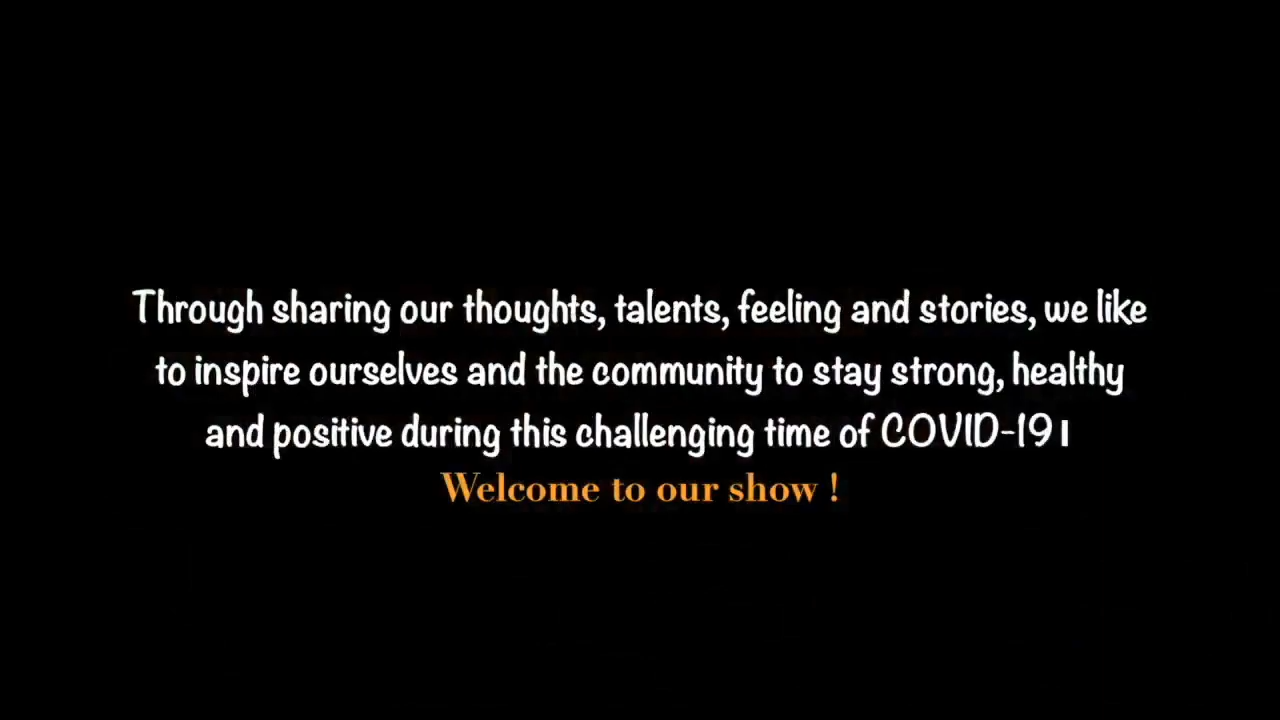 Through sharing our thoughts, talents, feeling and stories, we like
to inspire ourselves and the community to stay strong, healthy
and positive during this challenging time of COVID-19ı
Welcome to our show !